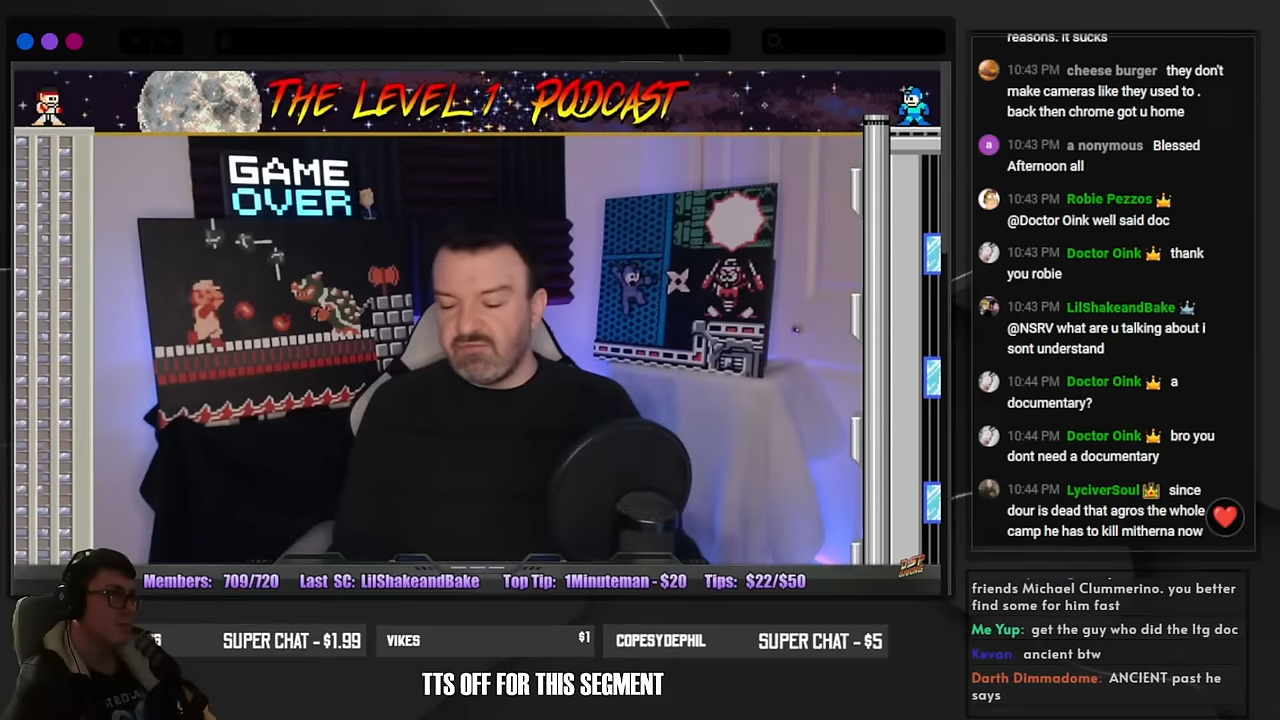 THE LEVEL 1 PODCAST
GAME
OVER
Members: 709/720 Last SC: LilShakeandBake Top Tip: 1Minuteman - $20 Tips: $22/$50
DSP
GAMING
SUPER CHAT - $1.99
VIKES $1
COPESYDEPHIL SUPER CHAT - $5
TTS OFF FOR THIS SEGMENT
reasons. it sucks
10:43 PM cheese burger they don't
make cameras like they used to .
back then chrome got u home
a
10:43 PM a nonymous Blessed
Afternoon all
10:43 PM Robie Pezzos
@Doctor Oink well said doc
10:43 PM Doctor Oink thank
you robie
10:43 PM LilShakeandBake
@NSRV what are u talking about i
sont understand
10:44 PM Doctor Oink a
documentary?
10:44 PM Doctor Oink bro you
dont need a documentary
10:44 PM LyciverSoul since
dour is dead that agros the whole
camp he has to kill mitherna now
friends Michael Clummerino. you better
find some for him fast
Me Yup: get the guy who did the ltg doc
Kevan: ancient btw
Darth Dimmadome: ANCIENT past he
says